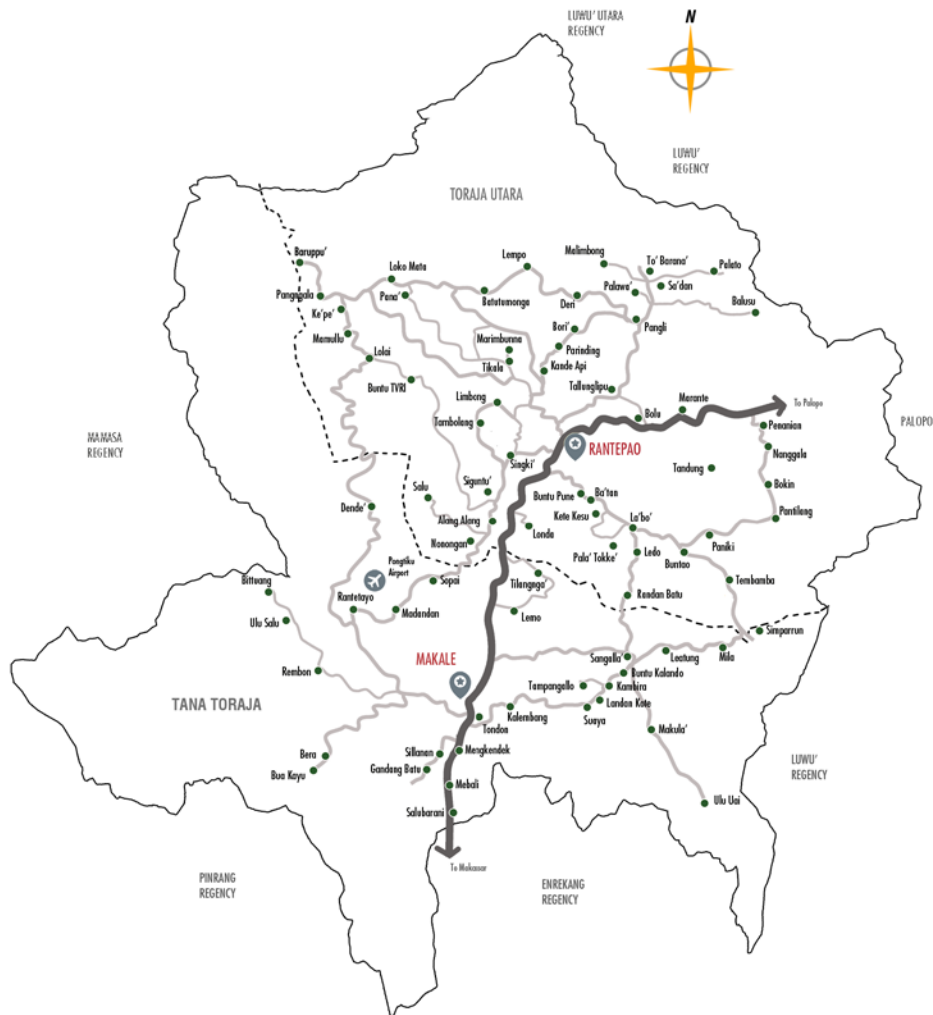 LUWU' UTARA
REGENCY
N
LUWU'
REGENCY
TORAJA UTARA
Baruppu'
Loko Mata
Lempo
Malimbong
To' Barana'
Palato
Pangapala
Pana'
Batutumonga
Deri
Palawa'
Sa'dan
Balusu
Ke'pe'
Mamullu
Marimbunna
Bori'
Pangli
Lolai
Tikala
Parinding
Kande Api
Buntu TVRI
Limbong
Tallunglipu
Tambolang
Bolu
Marante
To Palopo
MAMASA
REGENCY
PALOPO
RANTEPAO
Penanian
Nanggala
Singki'
Salu
Siguntu'
Tandung
Bokin
Dende'
Buntu Pune
Ba'tan
Alang Alang
Londa
Kete Kesu
La'bo'
Pantilang
Nonongan
Pala' Tokke'
Ledo
Buntao
Paniki
Pongtiku
Airport
Bittuang
Sopai
Tilangnga'
Tembamba
Rantetayo
Madandan
Lemo
Randan Batu
Ulu Salu
Simparrun
MAKALE
Sangalla'
Leatung
Mila
Rembon
Buntu Kalando
Tampangallo
Kambira
TANA TORAJA
Landan Kote
Suaya
Kalembang
Tondon
Makula'
Bera
Sillanan
Mengkendek
Bua Kayu
Gandang Batu
LUWU'
REGENCY
Mebali
Ulu Uai
Salubarani
To Makassar
PINRANG
REGENCY
ENREKANG
REGENCY